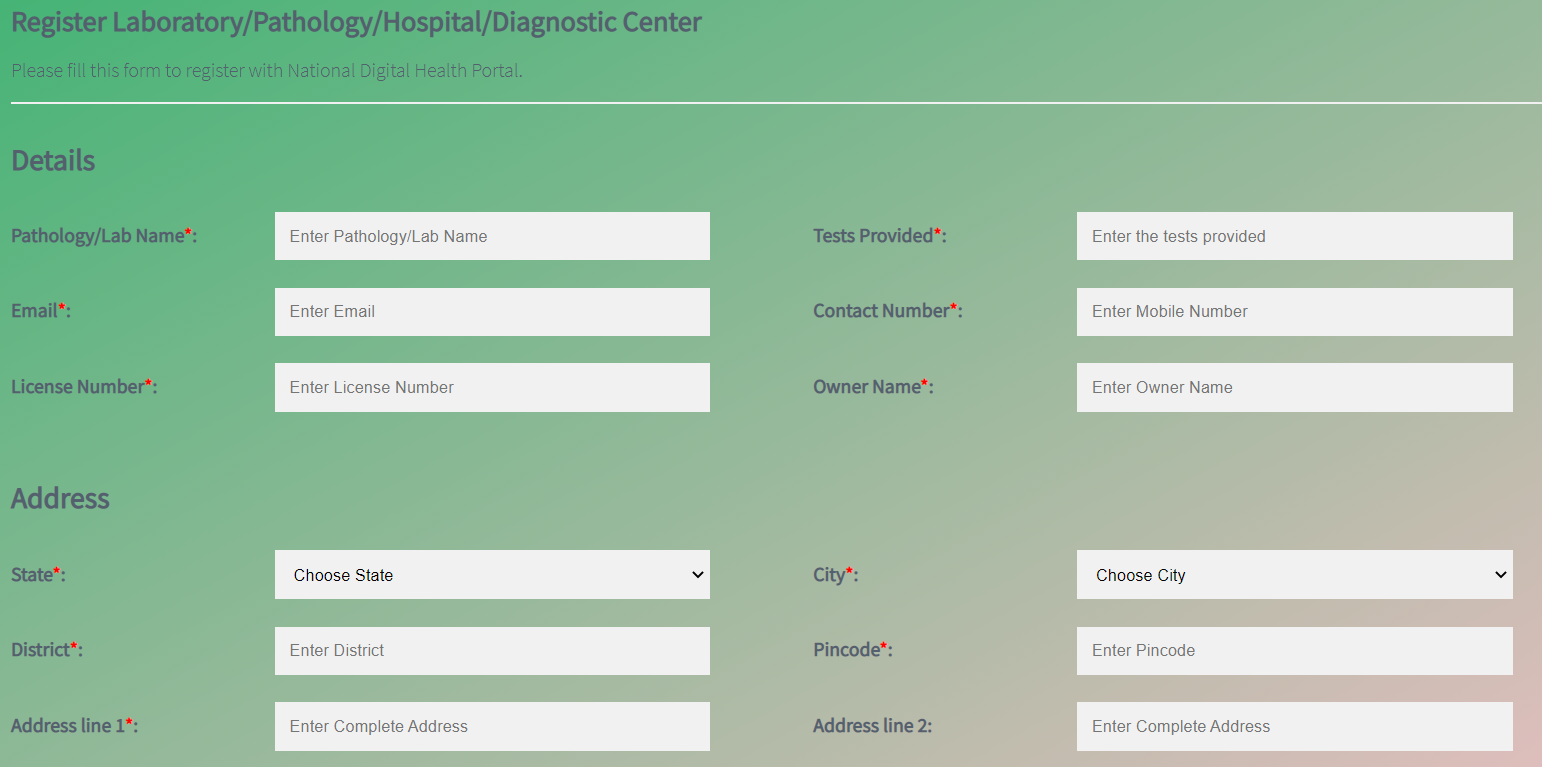 Register Laboratory/Pathology/Hospital/Diagnostic Center
Please fill this form to register with National Digital Health Portal.
Details
Pathology/Lab Name*: Enter Pathology/Lab Name Tests Provided*: Enter the tests provided
Email*: Enter Email Contact Number*: Enter Mobile Number
License Number*: Enter License Number Owner Name*: Enter Owner Name
Address
State*: Choose State City*: Choose City
District*: Enter District Pincode*: Enter Pincode
Address line 1*: Enter Complete Address Address line 2: Enter Complete Address